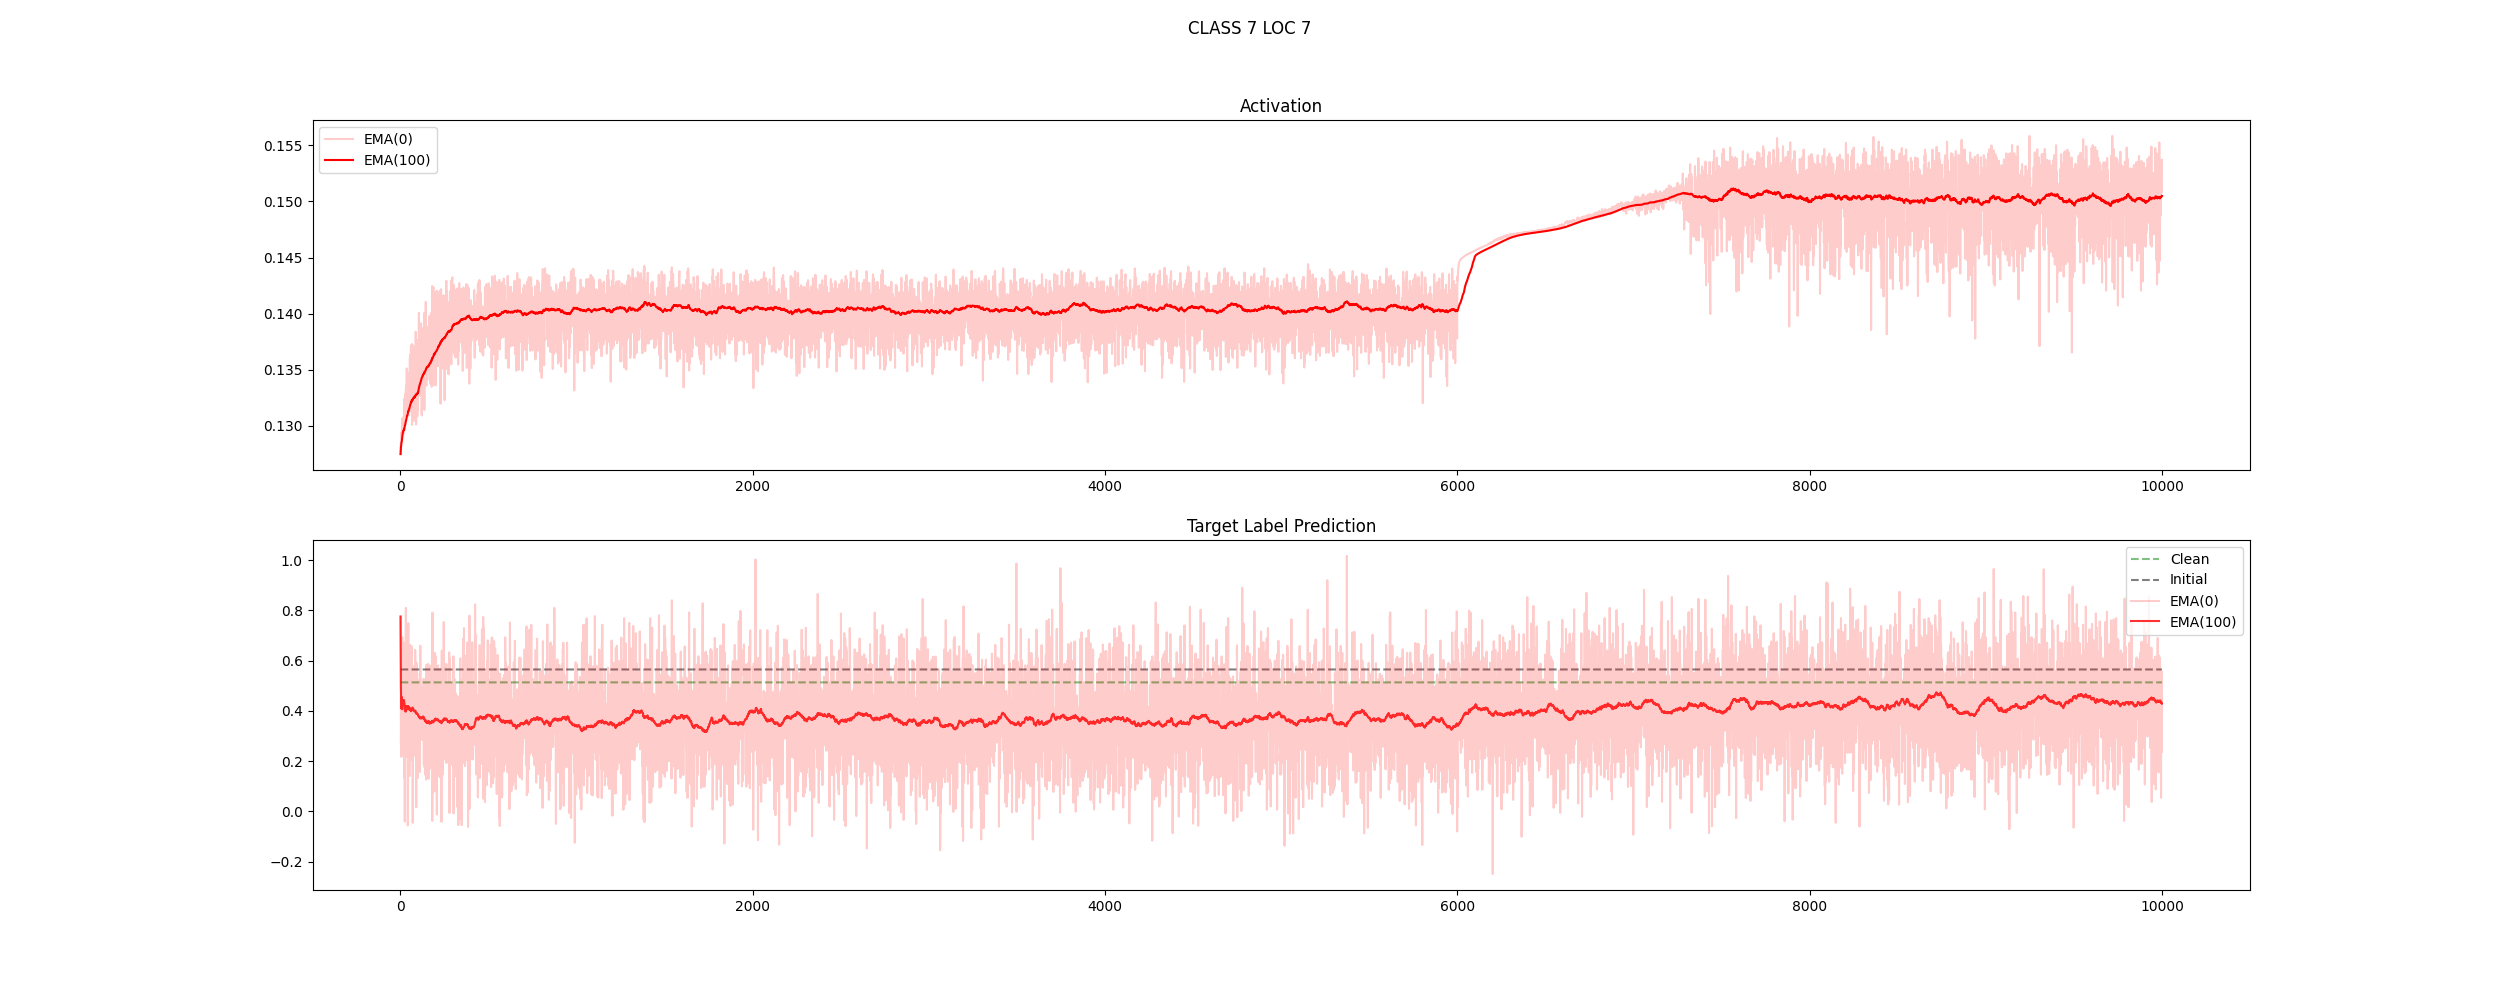 CLASS 7 LOC 7
Activation
EMA(0)
EMA(100)
0.155
0.150
0.145
0.140
0.135
0.130
0
2000
4000
6000
8000
10000
Target Label Prediction
Clean
Initial
EMA(0)
EMA(100)
1.0
0.8
0.6
0.4
0.2
0.0
−0.2
0
2000
4000
6000
8000
10000